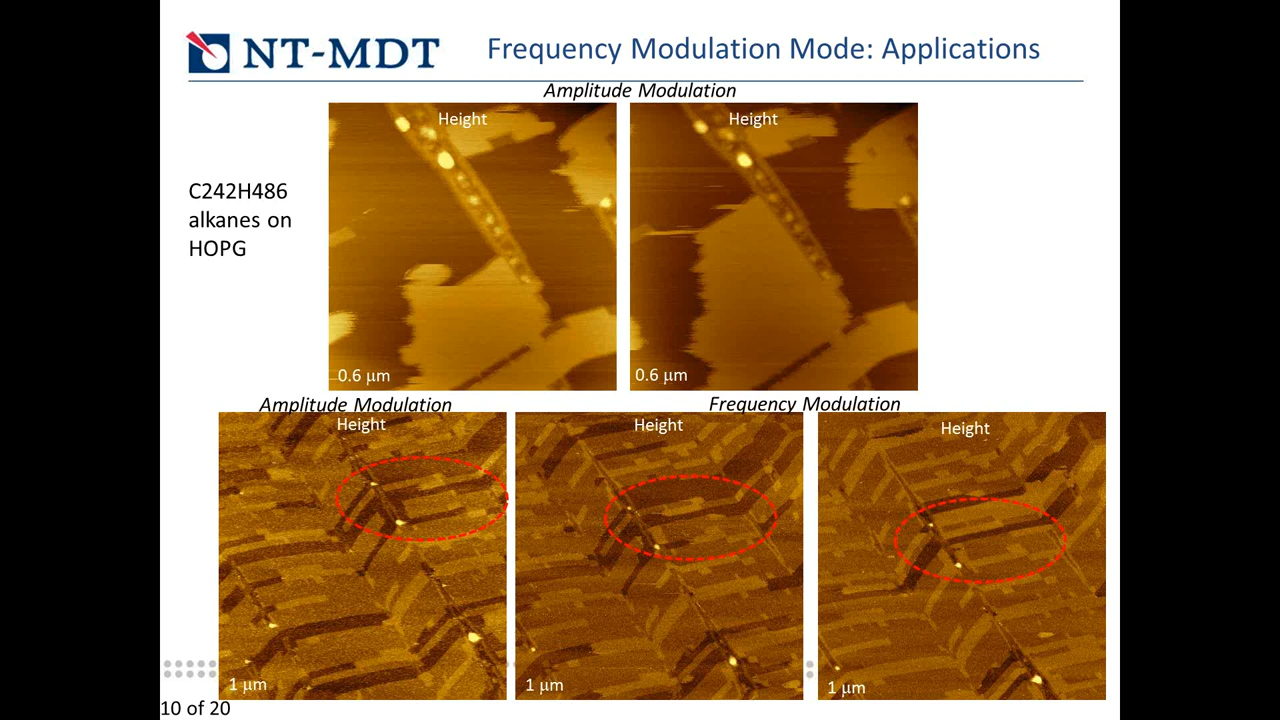 NT-MDT
Frequency Modulation Mode: Applications
Amplitude Modulation
Height
Height
C242H486
alkanes on
HOPG
0.6 µm
0.6 µm
Amplitude Modulation
Frequency Modulation
Height
Height
Height
1 µm
1 µm
1 µm
10 of 20